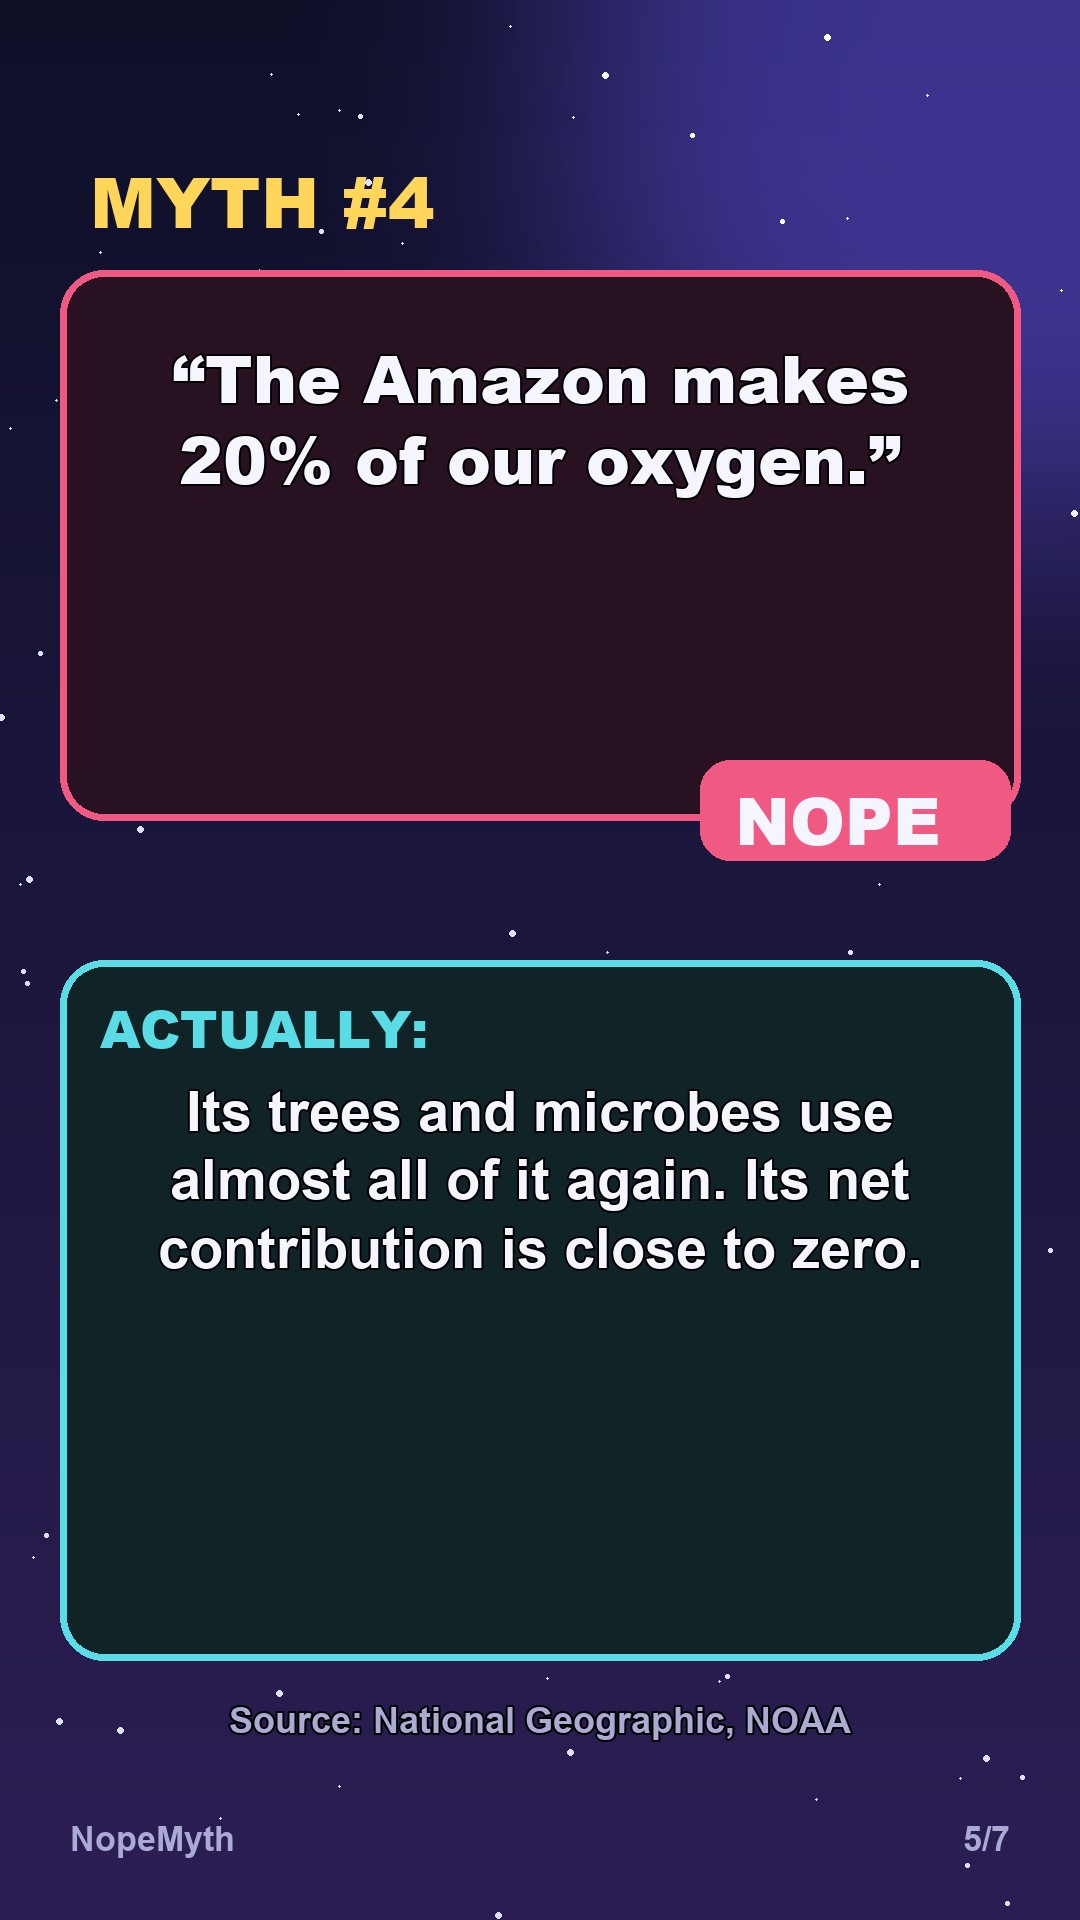 MYTH #4
“The Amazon makes
20% of our oxygen.”
NOPE
ACTUALLY:
Its trees and microbes use
almost all of it again. Its net
contribution is close to zero.
Source: National Geographic, NOAA
NopeMyth
5/7